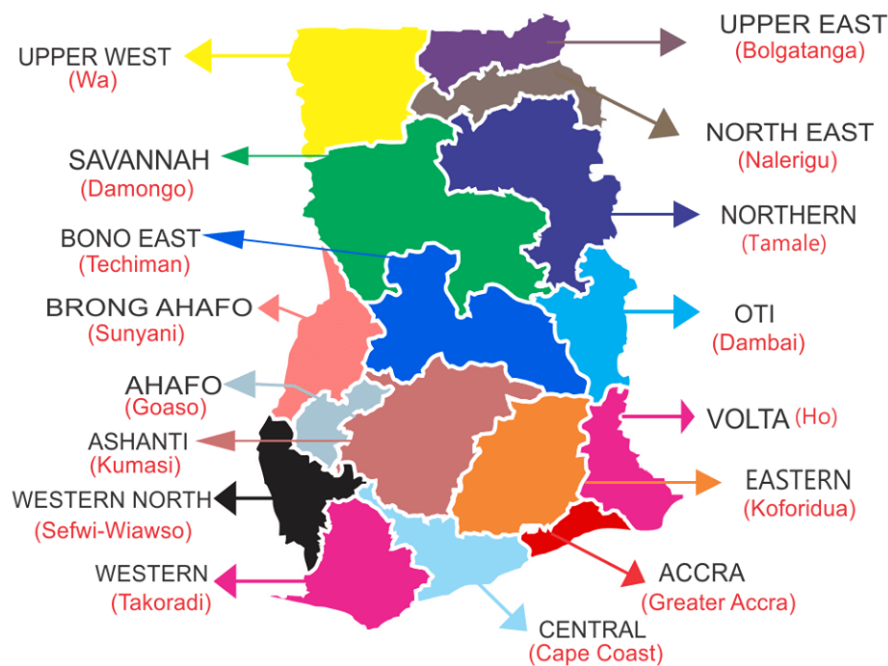 UPPER WEST
(Wa)
SAVANNAH
(Damongo)
BONO EAST
(Techiman)
BRONG AHAFO
(Sunyani)
AHAFO
(Goaso)
ASHANTI
(Kumasi)
WESTERN NORTH
(Sefwi-Wiawso)
WESTERN
(Takoradi)
UPPER EAST
(Bolgatanga)
NORTH EAST
(Nalerigu)
NORTHERN
(Tamale)
OTI
(Dambai)
VOLTA (Ho)
EASTERN
(Koforidua)
ACCRA
(Greater Accra)
CENTRAL
(Cape Coast)